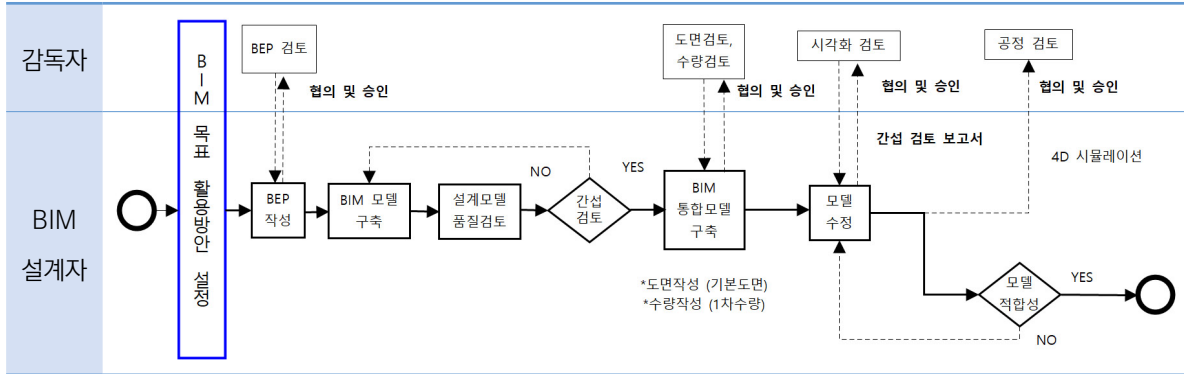 감독자
BIM 목표 활용방안 설정
BEP 검토
협의 및 승인
도면검토,
수량검토
협의 및 승인
시각화 검토
협의 및 승인
공정 검토
협의 및 승인
간섭 검토 보고서
4D 시뮬레이션
BIM
설계자
BEP
작성
BIM 모델
구축
설계모델
품질검토
NO
간섭
검토
YES
BIM
통합모델
구축
*도면작성 (기본도면)
*수량작성 (1차수량)
모델
수정
모델
적합성
YES
NO